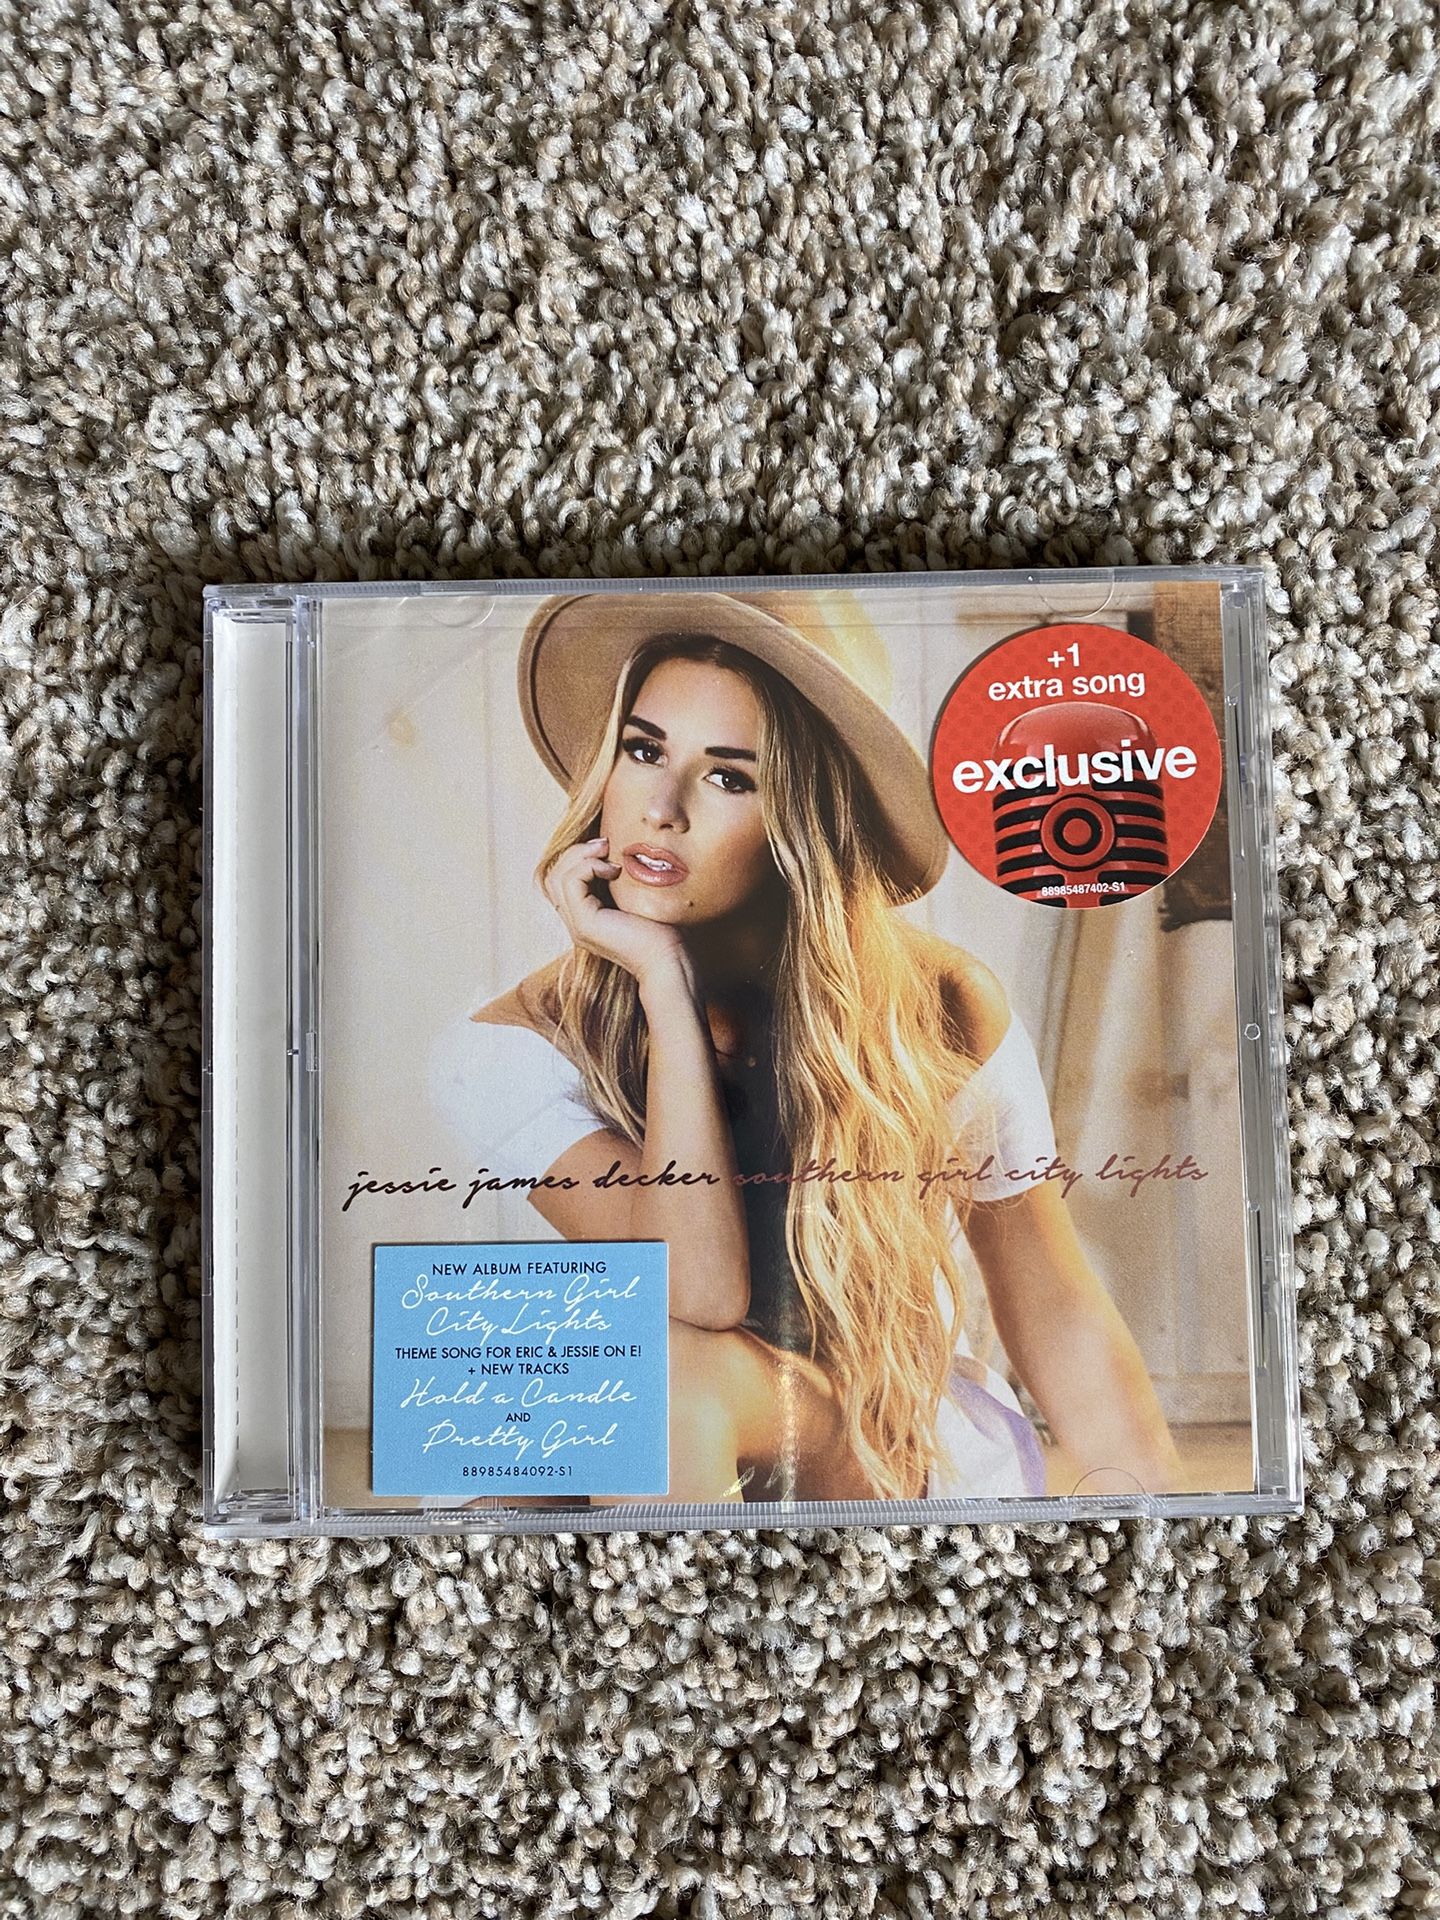 +1
extra song
exclusive
88985487402-S1
jessie james decker southern girl city lights
NEW ALBUM FEATURING
Southern Girl
City Lights
THEME SONG FOR ERIC & JESSIE ON E!
+ NEW TRACKS
Hold a Candle
AND
Pretty Girl
88985484092-S1